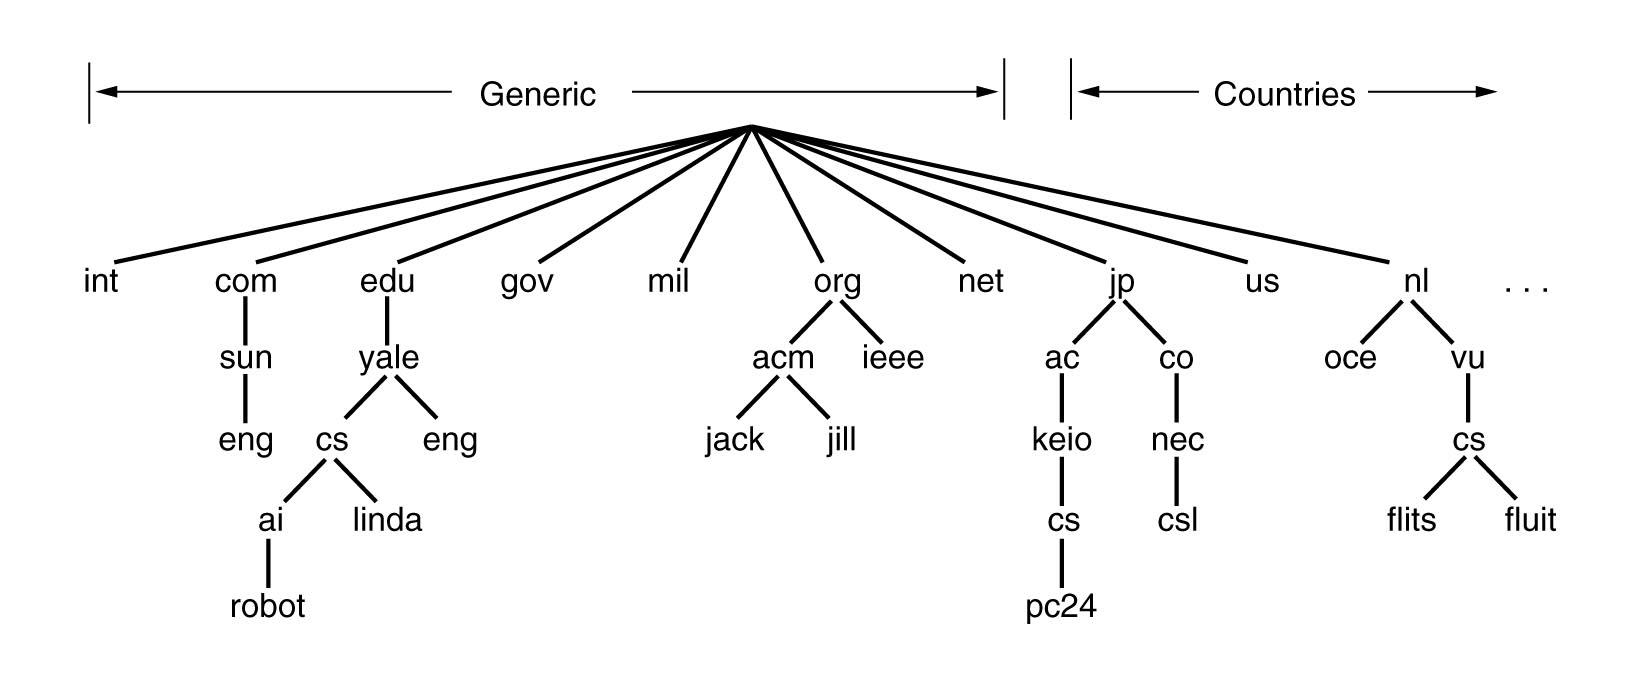 Generic Countries
int com edu gov mil org net jp us nl . . .
sun yale acm ieee ac co oce vu
eng cs eng jack jill keio nec cs
ai linda cs csl flits fluit
robot pc24